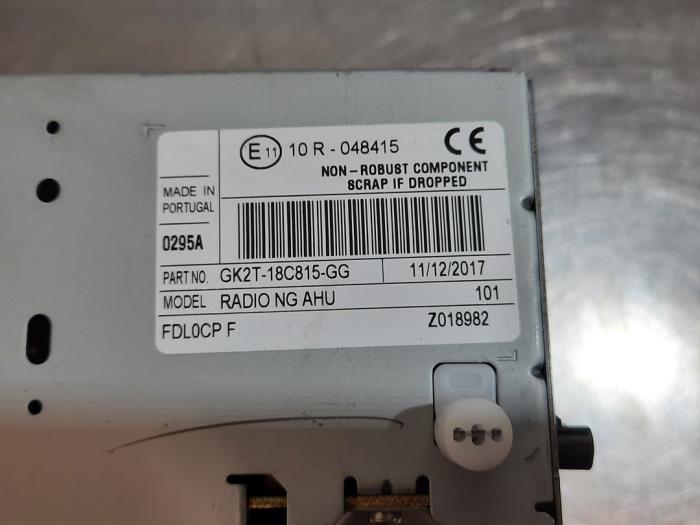 E11 10 R - 048415 CE
NON-ROBUST COMPONENT
SCRAP IF DROPPED
MADE IN
PORTUGAL
0295A
PART NO. GK2T-18C815-GG 11/12/2017
MODEL RADIO NG AHU 101
FDL0CP F Z018982